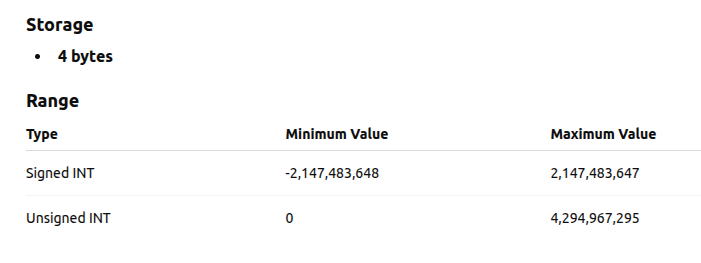 Storage
• 4 bytes
Range
Type Minimum Value Maximum Value
Signed INT -2,147,483,648 2,147,483,647
Unsigned INT 0 4,294,967,295